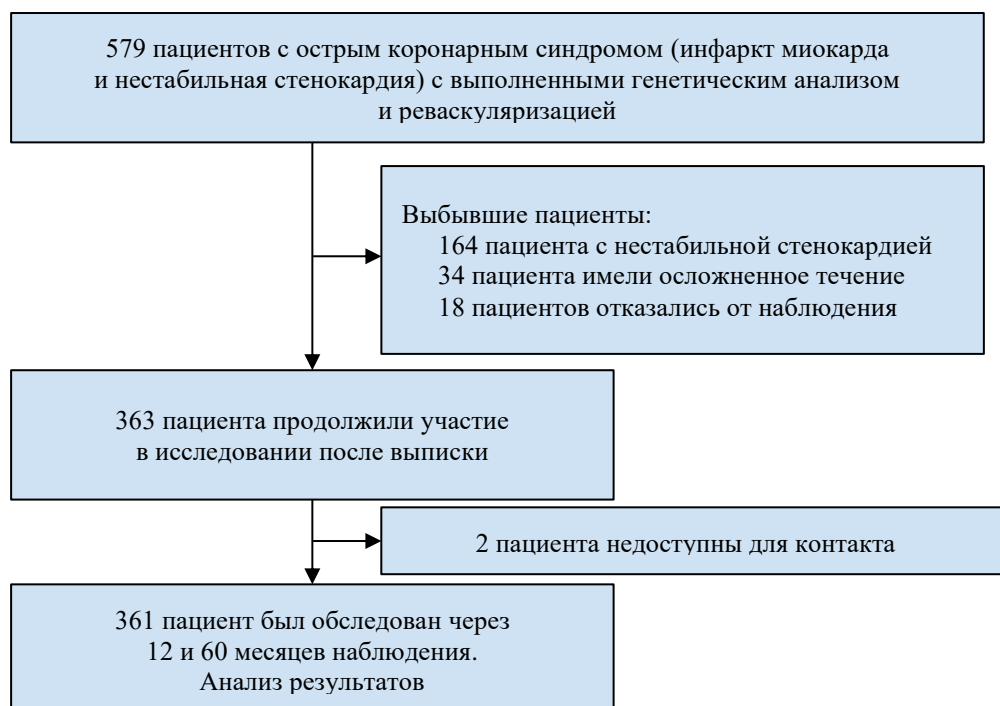 579 пациентов с острым коронарным синдромом (инфаркт миокарда
и нестабильная стенокардия) с выполненными генетическим анализом
и реваскуляризацией
Выбывшие пациенты:
164 пациента с нестабильной стенокардией
34 пациента имели осложненное течение
18 пациентов отказались от наблюдения
363 пациента продолжили участие
в исследовании после выписки
2 пациента недоступны для контакта
361 пациент был обследован через
12 и 60 месяцев наблюдения.
Анализ результатов